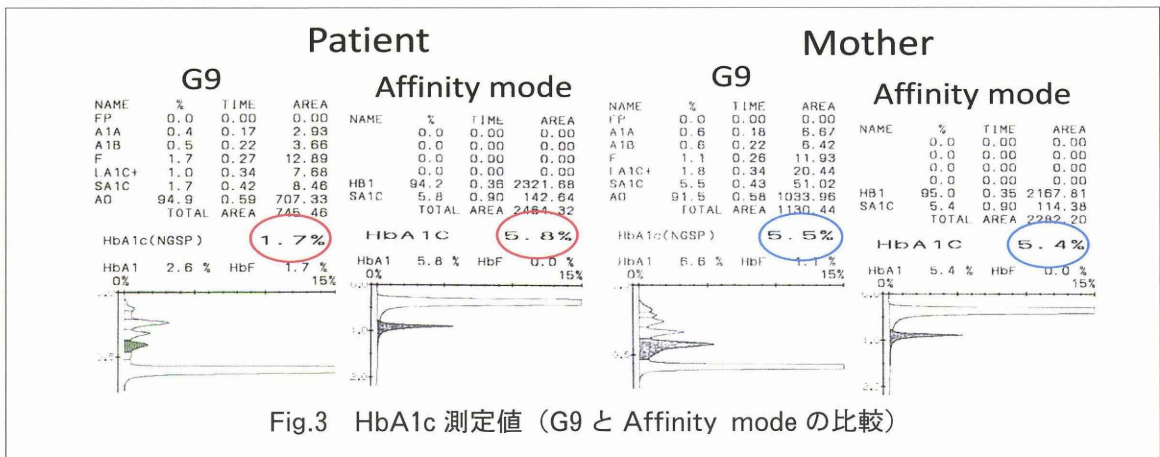 Patient
G9
NAME % TIME AREA
FP 0.0 0.00 0.00
A1A 0.4 0.17 2.93
A1B 0.5 0.22 3.66
F 1.7 0.27 12.89
LA1C+ 1.0 0.34 7.68
SA1C 1.7 0.42 8.46
A0 94.9 0.59 707.33
TOTAL AREA 745.46
HbA1c(NGSP) 1.7%
HbA1 2.6 % HbF 1.7 %
0% 15%
Affinity mode
NAME % TIME AREA
0.0 0.00 0.00
0.0 0.00 0.00
0.0 0.00 0.00
0.0 0.00 0.00
HB1 94.2 0.36 2321.68
SA1C 5.8 0.90 142.64
TOTAL AREA 2464.32
HbA1C 5.8%
HbA1 5.8 % HbF 0.0 %
0% 15%
Mother
G9
NAME % TIME AREA
FP 0.0 0.00 0.00
A1A 0.6 0.18 6.67
A1B 0.6 0.22 6.42
F 1.1 0.26 11.93
LA1C+ 1.8 0.34 20.44
SA1C 5.5 0.43 51.02
A0 91.5 0.58 1033.96
TOTAL AREA 1130.44
HbA1c(NGSP) 5.5%
HbA1 6.6 % HbF 1.1 %
0% 15%
Affinity mode
NAME % TIME AREA
0.0 0.00 0.00
0.0 0.00 0.00
0.0 0.00 0.00
0.0 0.00 0.00
HB1 95.0 0.35 2167.81
SA1C 5.4 0.90 114.38
TOTAL AREA 2282.20
HbA1C 5.4%
HbA1 5.4 % HbF 0.0 %
0% 15%
Fig.3 HbA1c 測定値（G9 と Affinity mode の比較）